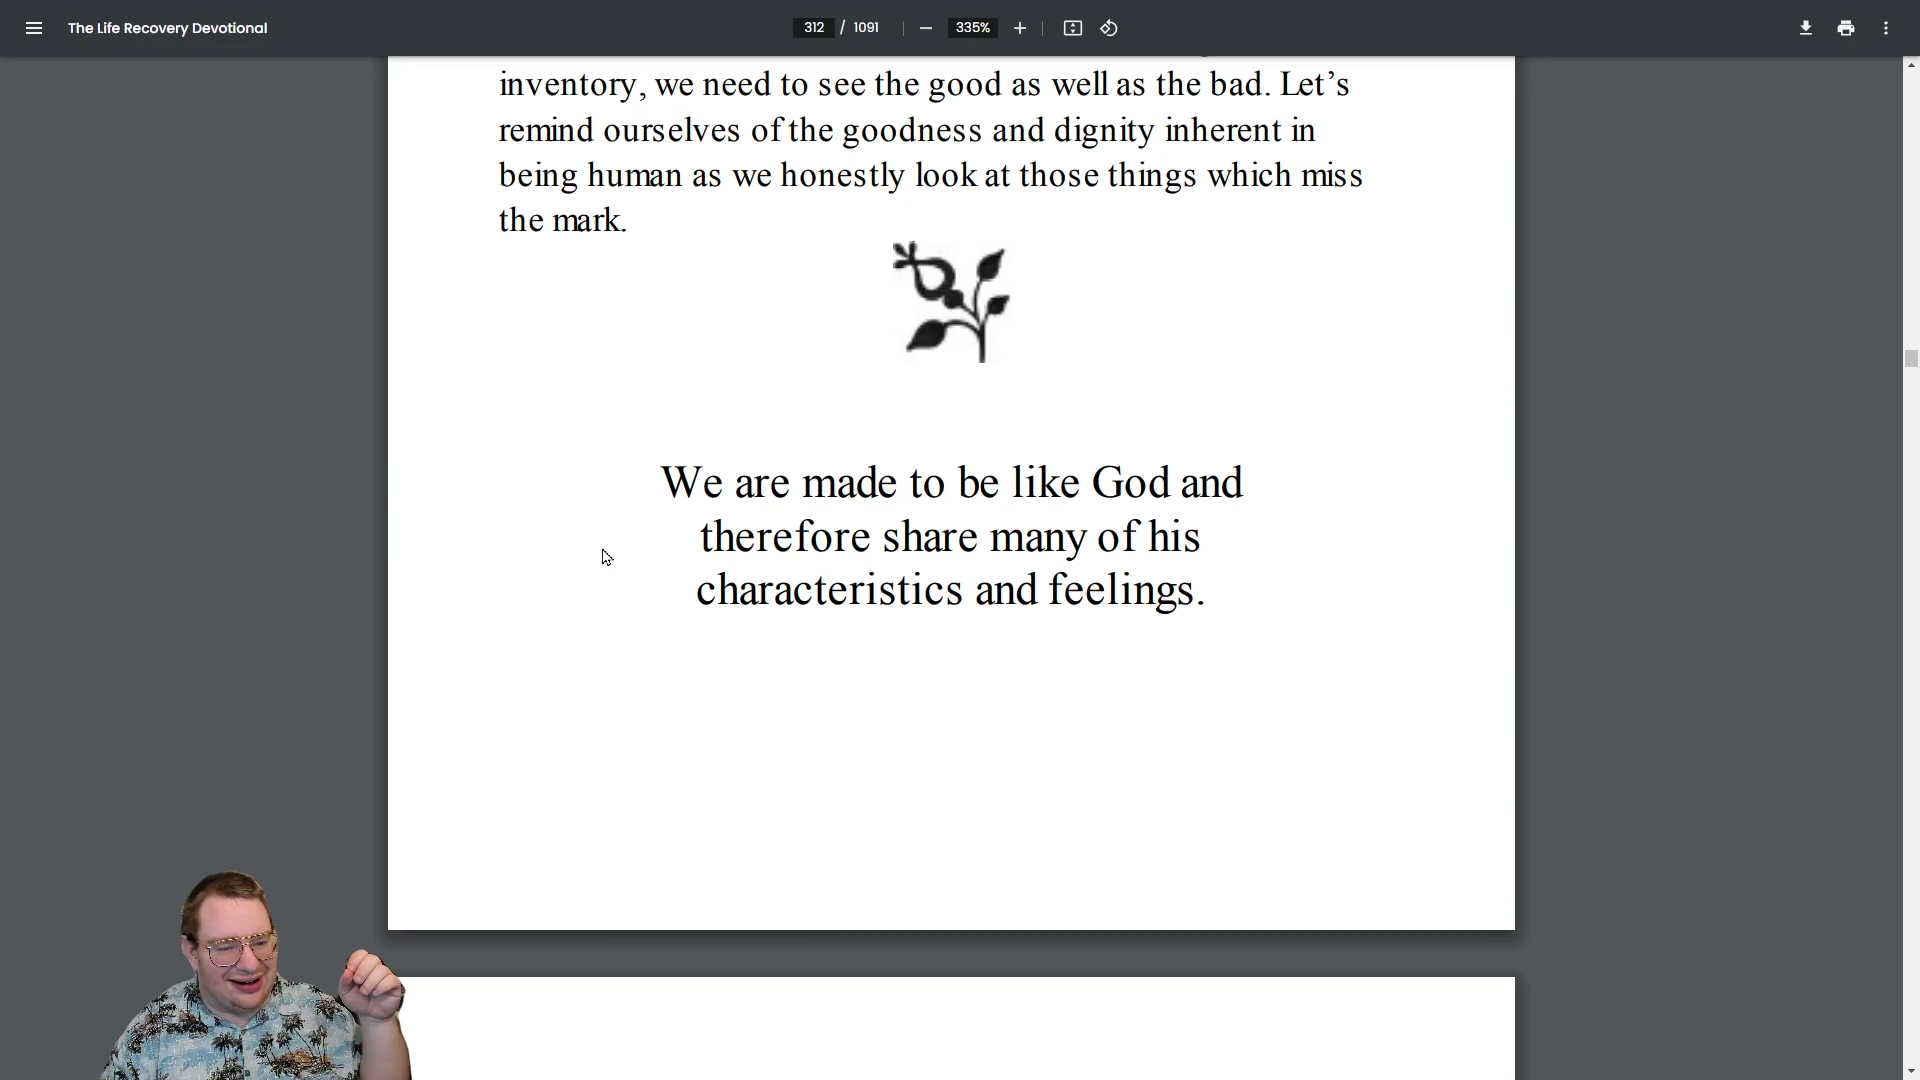 The Life Recovery Devotional
312 / 1091
335%
inventory, we need to see the good as well as the bad. Let’s
remind ourselves of the goodness and dignity inherent in
being human as we honestly look at those things which miss
the mark.
We are made to be like God and
therefore share many of his
characteristics and feelings.